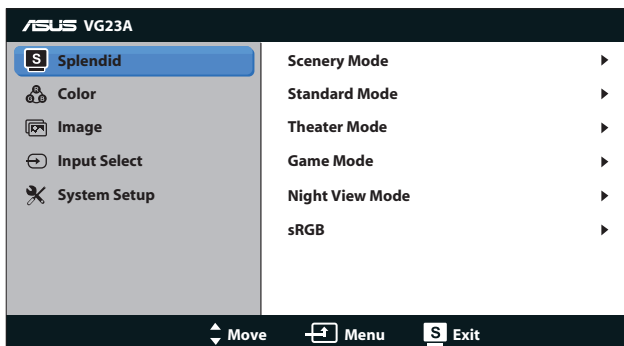 ASUS VG23A
S Splendid
Color
Image
Input Select
System Setup
Scenery Mode
Standard Mode
Theater Mode
Game Mode
Night View Mode
sRGB
Move Menu S Exit